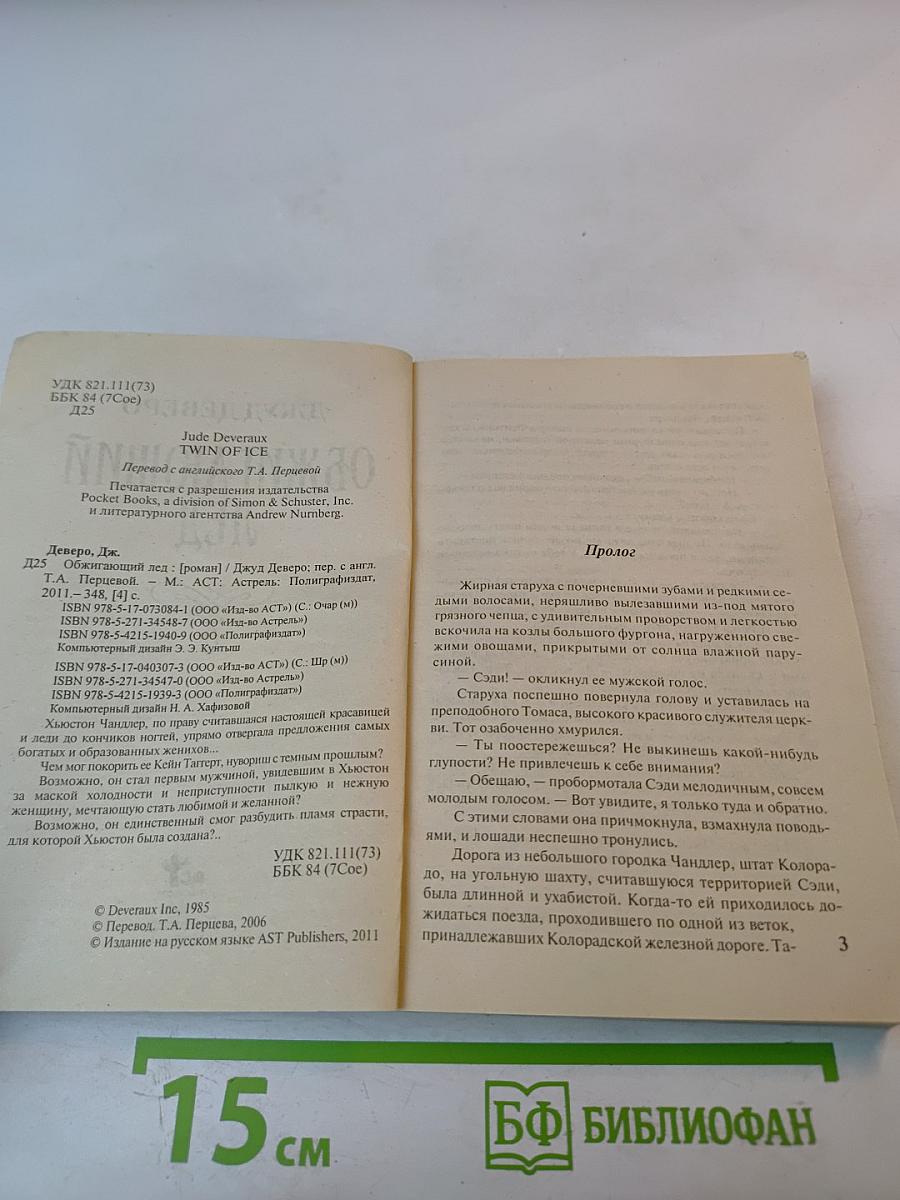 УДК 821.111(73)
ББК 84 (7Сое)
Д25
Jude Deveraux
TWIN OF ICE
Перевод с английского Т.А. Перцевой
Печатается с разрешения издательства
Pocket Books, a division of Simon & Schuster, Inc.
и литературного агентства Andrew Nurnberg.
Деверо, Дж.
Д25 Обжигающий лед : [роман] / Джуд Деверо; пер. с англ.
Т.А. Перцевой. – М.: АСТ: Астрель: Полиграфиздат,
2011.– 348, [4] с.
ISBN 978-5-17-073084-1 (ООО «Изд-во АСТ») (С.: Очар (м))
ISBN 978-5-271-34548-7 (ООО «Изд-во Астрель»)
ISBN 978-5-4215-1940-9 (ООО «Полиграфиздат»)
Компьютерный дизайн Э. Э. Кунтыш
ISBN 978-5-17-040307-3 (ООО «Изд-во АСТ») (С.: Шр (м))
ISBN 978-5-271-34547-0 (ООО «Изд-во Астрель»)
ISBN 978-5-4215-1939-3 (ООО «Полиграфиздат»)
Компьютерный дизайн Н. А. Хафизовой
Хьюстон Чандлер, по праву считавшаяся настоящей красавицей
и леди до кончиков ногтей, упрямо отвергала предложения самых
богатых и образованных женихов...
Чем мог покорить ее Кейн Таггерт, нувориш с темным прошлым?
Возможно, он стал первым мужчиной, увидевшим в Хьюстон
за маской холодности и неприступности пылкую и нежную
женщину, мечтающую стать любимой и желанной?
Возможно, он единственный смог разбудить пламя страсти,
для которой Хьюстон была создана?..
УДК 821.111(73)
ББК 84 (7Сое)
© Deveraux Inc, 1985
© Перевод. Т.А. Перцева, 2006
© Издание на русском языке AST Publishers, 2011
Пролог
Жирная старуха с почерневшими зубами и редкими се-
дыми волосами, неряшливо вылезавшими из-под мятого
грязного чепца, с удивительным проворством и легкостью
вскочила на козлы большого фургона, нагруженного све-
жими овощами, прикрытыми от солнца влажной пару-
синой.
— Сэди! — окликнул ее мужской голос.
Старуха поспешно повернула голову и уставилась на
преподобного Томаса, высокого красивого служителя церк-
ви. Тот озабоченно хмурился.
— Ты поостережешься? Не выкинешь какой-нибудь
глупости? Не привлечешь к себе внимания?
— Обещаю, — пробормотала Сэди мелодичным, совсем
молодым голосом. — Вот увидите, я только туда и обратно.
С этими словами она причмокнула, взмахнула поводь-
ями, и лошади неспешно тронулись.
Дорога из небольшого городка Чандлер, штат Колора-
до, на угольную шахту, считавшуюся территорией Сэди,
была длинной и ухабистой. Когда-то ей приходилось до-
жидаться поезда, проходившего по одной из веток,
принадлежавших Колорадской железной дороге. Та-
3
15 см
БФ БИБЛИОФАН